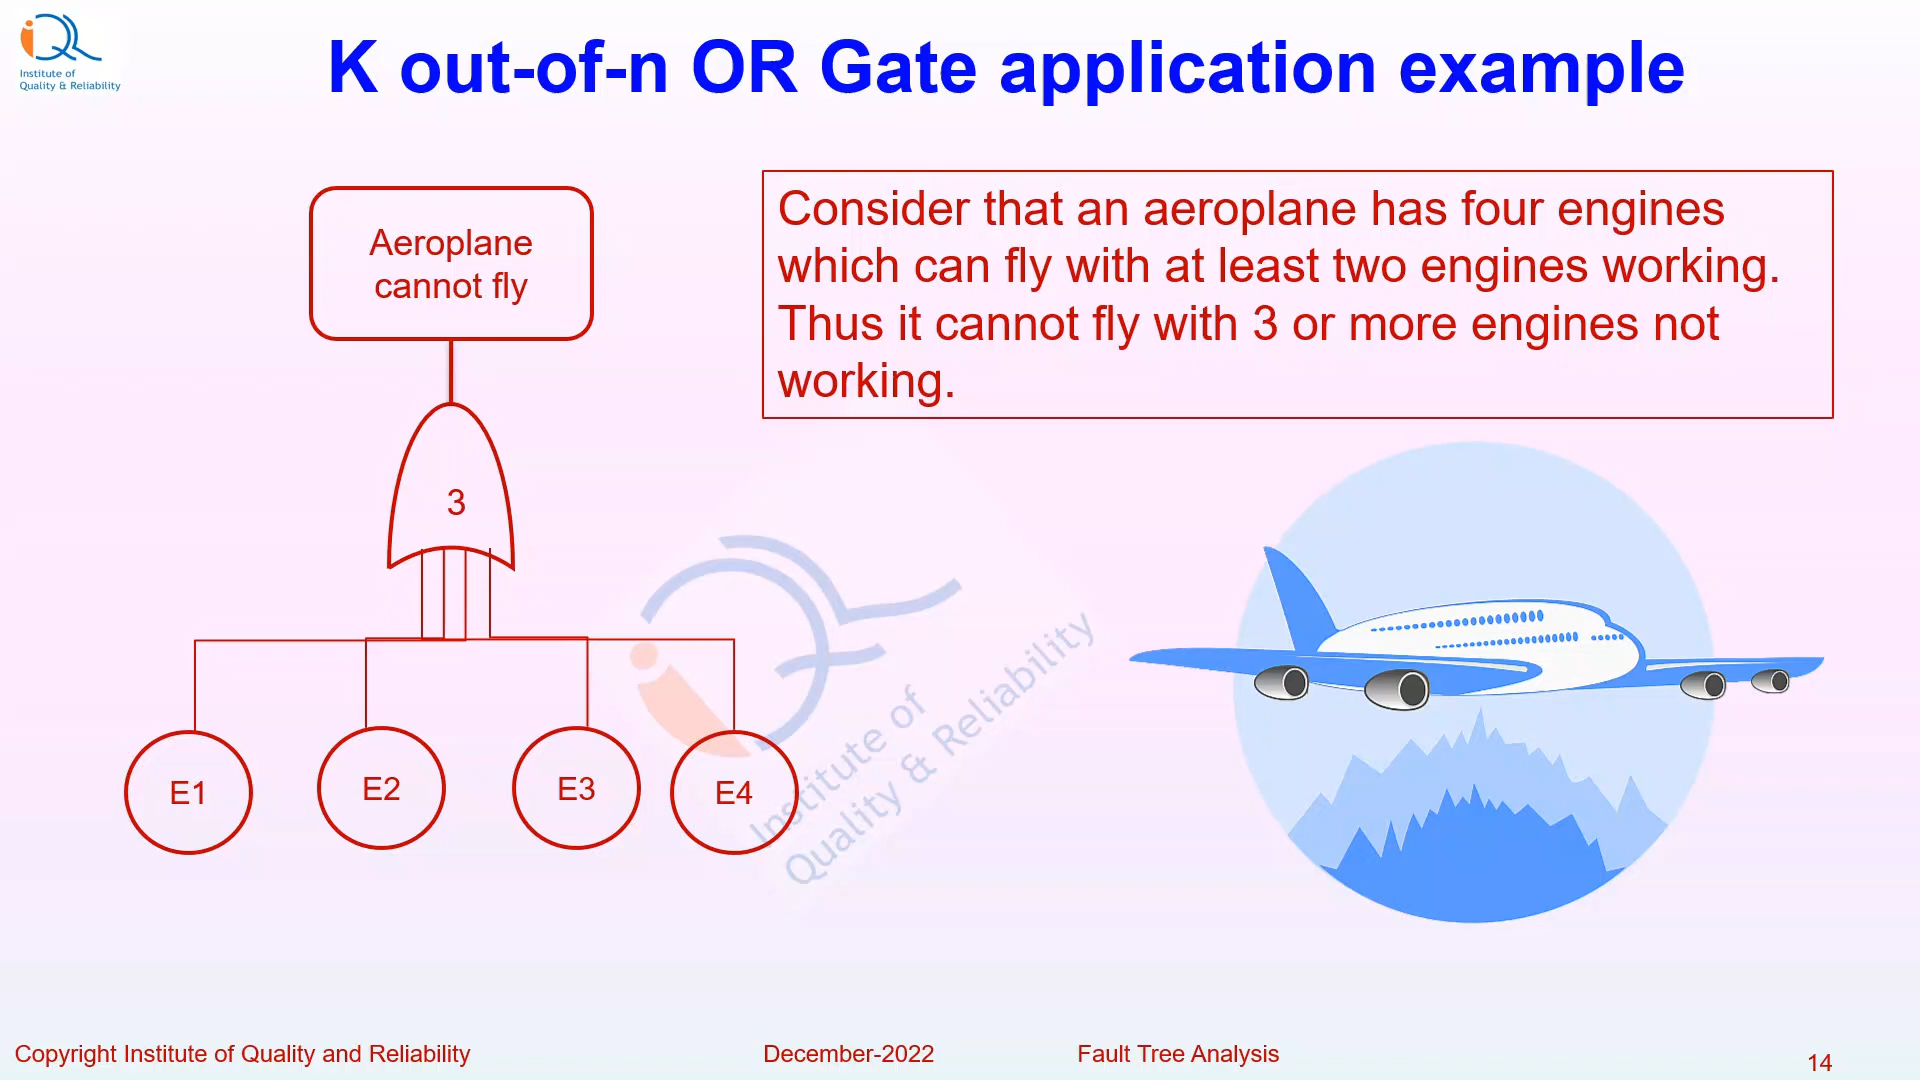 Institute of
Quality & Reliability
K out-of-n OR Gate application example
Aeroplane
cannot fly
Consider that an aeroplane has four engines
which can fly with at least two engines working.
Thus it cannot fly with 3 or more engines not
working.
3
E1
E2
E3
E4
Institute of
Quality & Reliability
Copyright Institute of Quality and Reliability
December-2022
Fault Tree Analysis
14